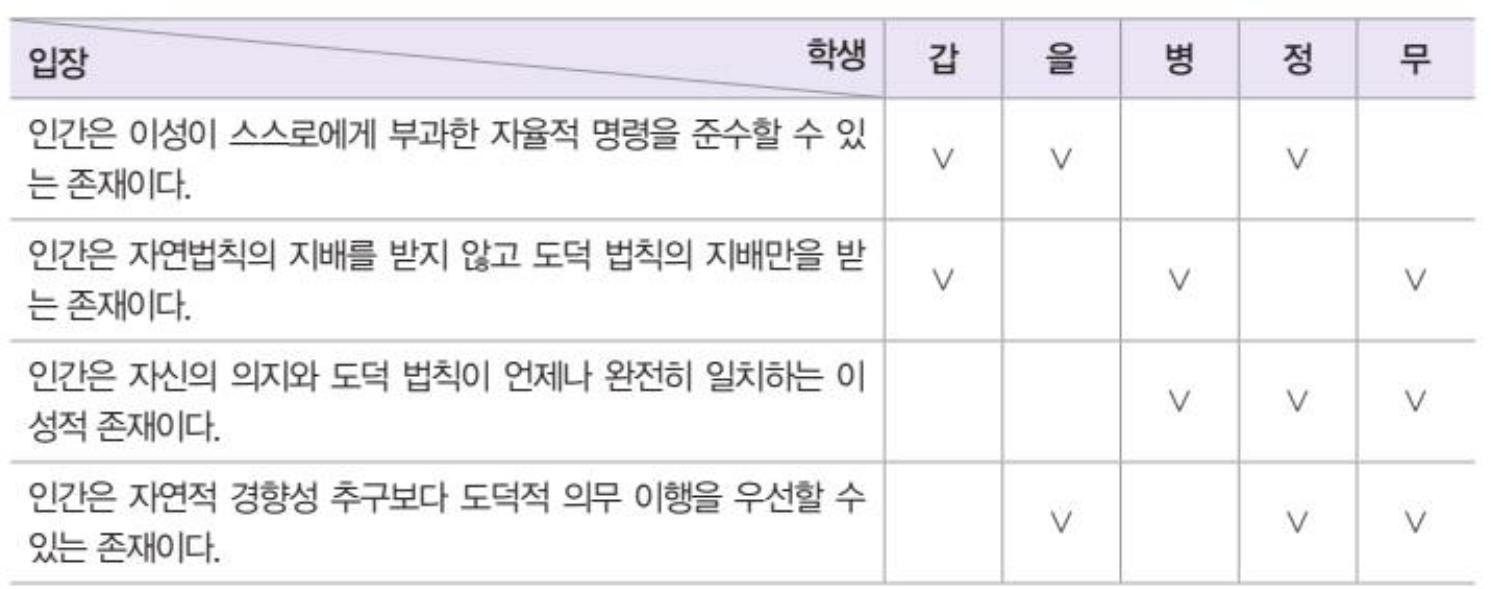 입장 학생 갑 을 병 정 무
인간은 이성이 스스로에게 부과한 자율적 명령을 준수할 수 있
는 존재이다.
∨ ∨ ∨
인간은 자연법칙의 지배를 받지 않고 도덕 법칙의 지배만을 받
는 존재이다.
∨ ∨ ∨
인간은 자신의 의지와 도덕 법칙이 언제나 완전히 일치하는 이
성적 존재이다.
∨ ∨ ∨
인간은 자연적 경향성 추구보다 도덕적 의무 이행을 우선할 수
있는 존재이다.
∨ ∨ ∨